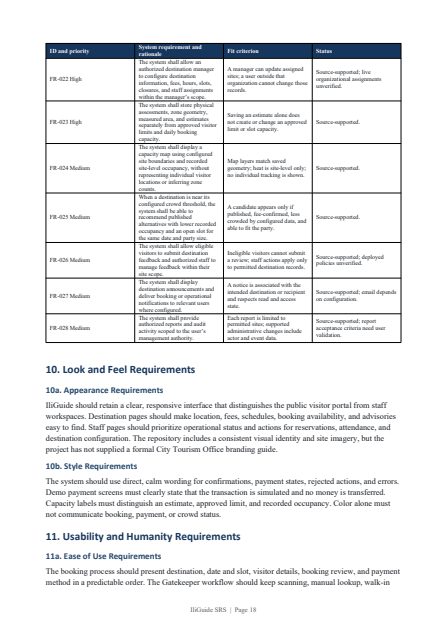 ID and priority
System requirement and
rationale
Fit criterion
Status
FR-022 High
The system shall allow an
authorized destination manager
to configure destination
information, fees, hours, slots,
closures, and staff assignments
within the manager's scope.
A manager can update assigned
sites; a user outside that
organization cannot change those
records.
Source-supported; live
organizational assignments
unverified.
FR-023 High
The system shall store physical
assessments, zone geometry,
measured area, and estimates
separately from approved visitor
limits and daily booking
capacity.
Saving an estimate alone does
not create or change an approved
limit or slot capacity.
Source-supported.
FR-024 Medium
The system shall display a
capacity map using configured
site boundaries and recorded
site-level occupancy, without
representing individual visitor
locations or inferring zone
counts.
Map layers match saved
geometry; heat is site-level only;
no individual tracking is shown.
Source-supported.
FR-025 Medium
When a destination is near its
configured crowd threshold, the
system shall be able to
recommend published
alternatives with lower recorded
occupancy and an open slot for
the same date and party size.
A candidate appears only if
published, fee-confirmed, less
crowded by configured data, and
able to fit the party.
Source-supported.
FR-026 Medium
The system shall allow eligible
visitors to submit destination
feedback and authorized staff to
manage feedback within their
site scope.
Ineligible visitors cannot submit
a review; staff actions apply only
to permitted destination records.
Source-supported; deployed
policies unverified.
FR-027 Medium
The system shall display
destination announcements and
deliver booking or operational
notifications to relevant users
where configured.
A notice is associated with the
intended destination or recipient
and respects read and access
state.
Source-supported; email depends
on configuration.
FR-028 Medium
The system shall provide
authorized reports and audit
activity scoped to the user's
management authority.
Each report is limited to
permitted sites; supported
administrative changes include
actor and event data.
Source-supported; report
acceptance criteria need user
validation.
10. Look and Feel Requirements
10a. Appearance Requirements
IliGuide should retain a clear, responsive interface that distinguishes the public visitor portal from staff
workspaces. Destination pages should make location, fees, schedules, booking availability, and advisories
easy to find. Staff pages should prioritize operational status and actions for reservations, attendance, and
destination configuration. The repository includes a consistent visual identity and site imagery, but the
project has not supplied a formal City Tourism Office branding guide.
10b. Style Requirements
The system should use direct, calm wording for confirmations, payment states, rejected actions, and errors.
Demo payment screens must clearly state that the transaction is simulated and no money is transferred.
Capacity labels must distinguish an estimate, approved limit, and recorded occupancy. Color alone must
not communicate booking, payment, or crowd status.
11. Usability and Humanity Requirements
11a. Ease of Use Requirements
The booking process should present destination, date and slot, visitor details, booking review, and payment
method in a predictable order. The Gatekeeper workflow should keep scanning, manual lookup, walk-in
IliGuide SRS | Page 18